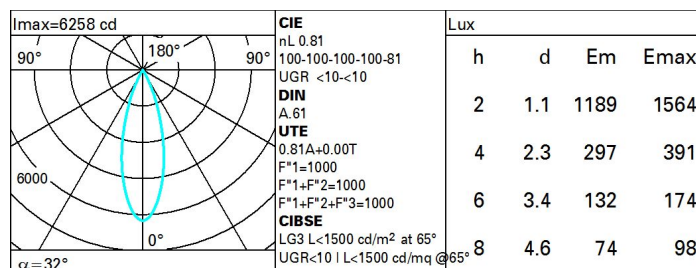 Imax=6258 cd
90°
180°
90°
6000
0°
α=32°
CIE
nL 0.81
100-100-100-100-81
UGR <10-<10
DIN
A.61
UTE
0.81A+0.00T
F"1=1000
F"1+F"2=1000
F"1+F"2+F"3=1000
CIBSE
LG3 L<1500 cd/m² at 65°
UGR<10 | L<1500 cd/mq @65°
Lux
h d Em Emax
2 1.1 1189 1564
4 2.3 297 391
6 3.4 132 174
8 4.6 74 98